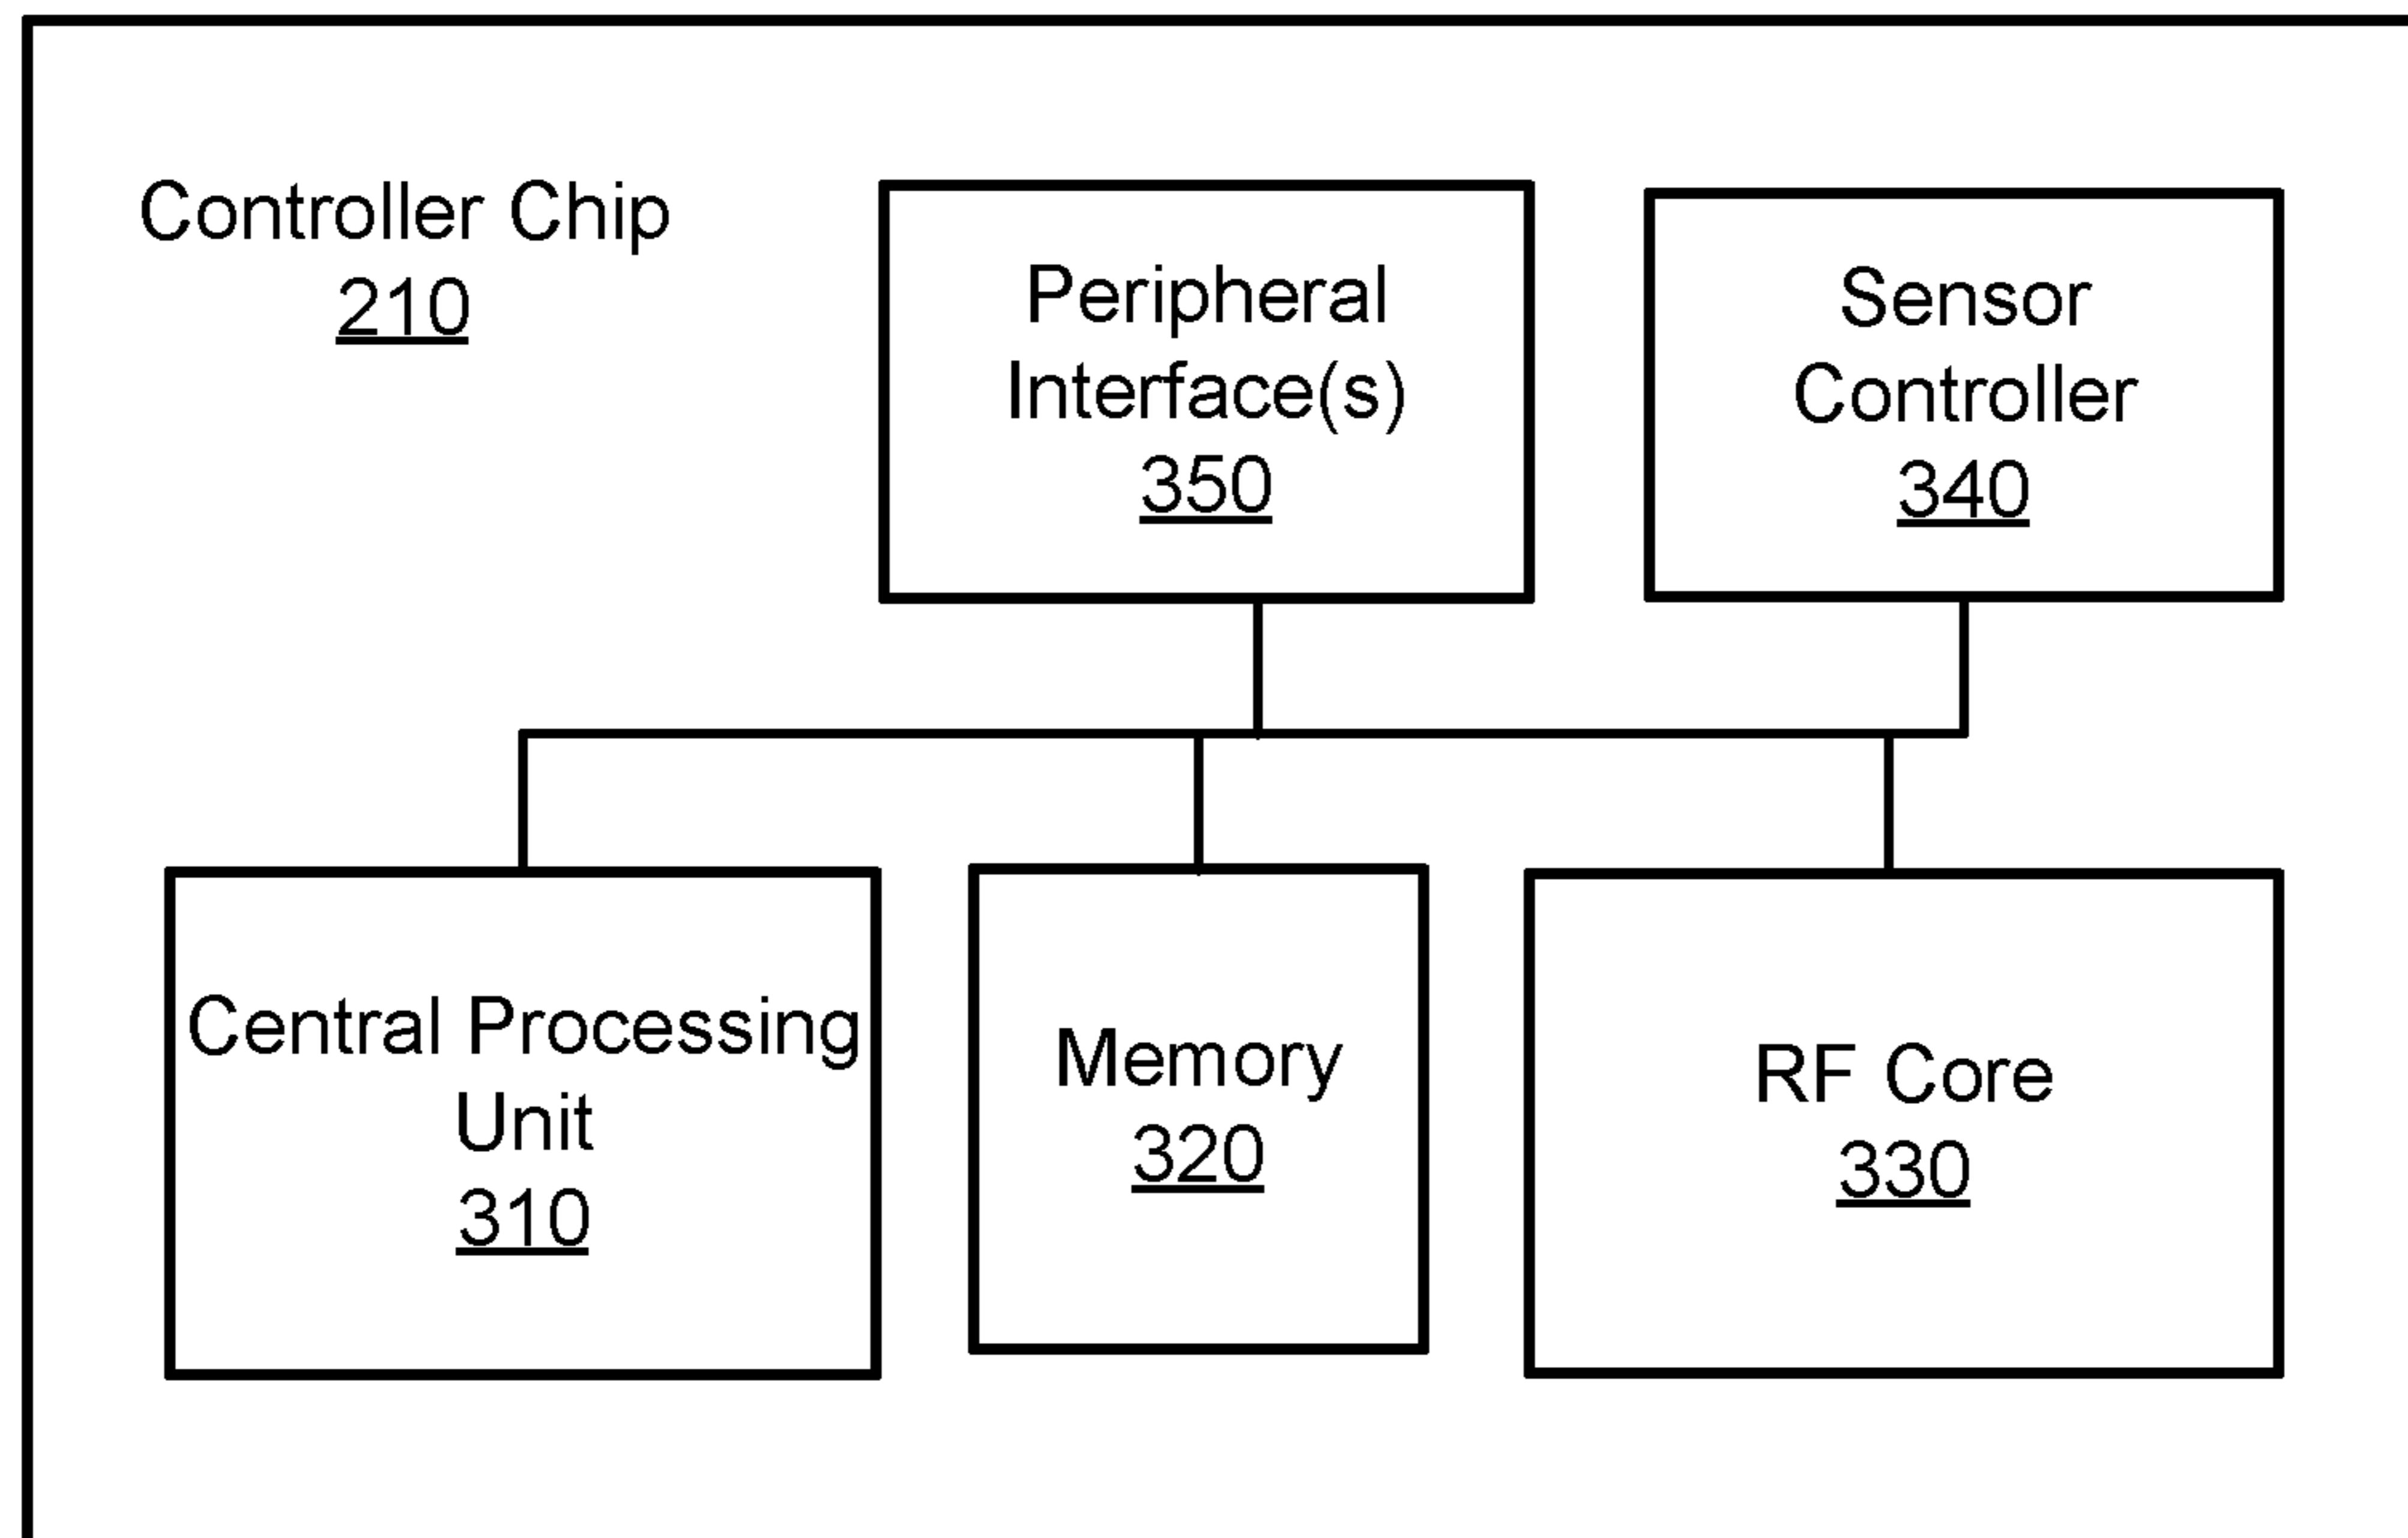 Controller Chip
210
Peripheral
Interface(s)
350
Sensor
Controller
340
Central Processing
Unit
310
Memory
320
RF Core
330